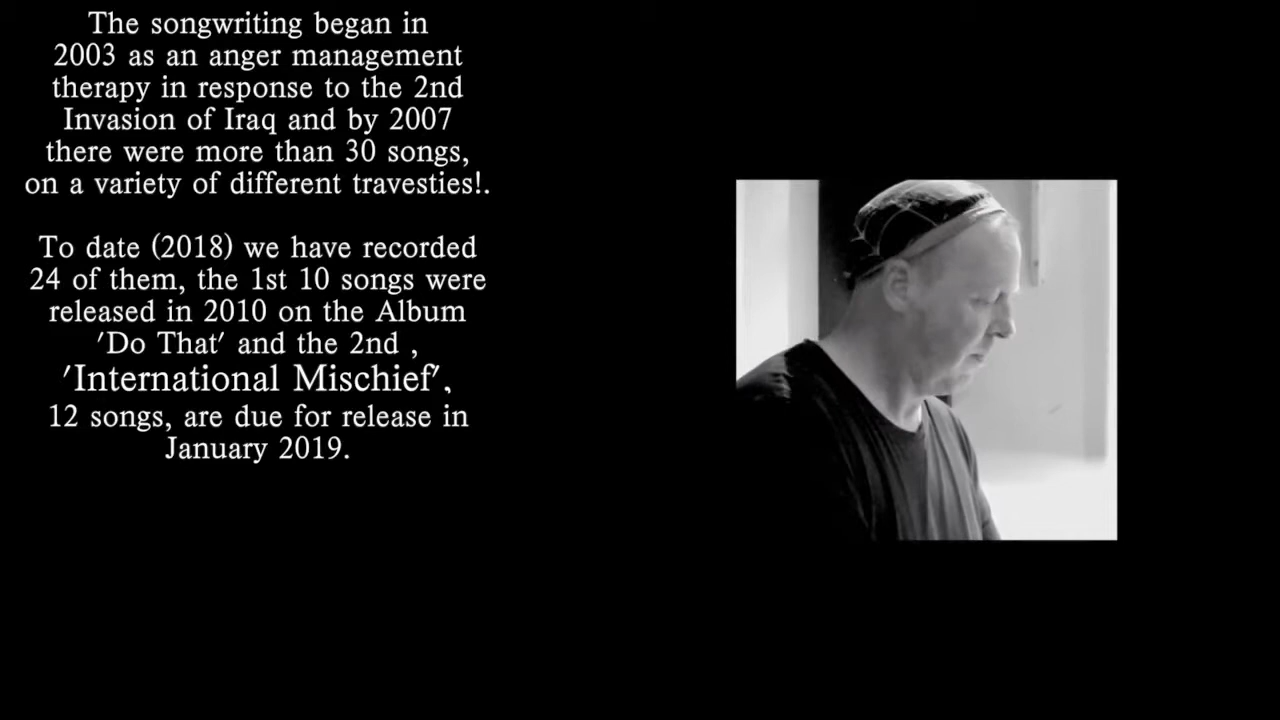 The songwriting began in
2003 as an anger management
therapy in response to the 2nd
Invasion of Iraq and by 2007
there were more than 30 songs,
on a variety of different travesties!.
To date (2018) we have recorded
24 of them, the 1st 10 songs were
released in 2010 on the Album
'Do That' and the 2nd ,
'International Mischief',
12 songs, are due for release in
January 2019.